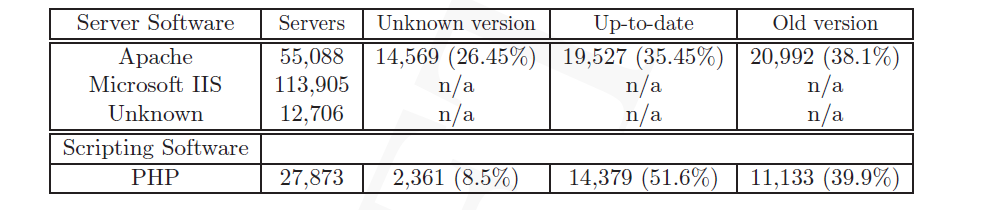 Server Software Servers Unknown version Up-to-date Old version
Apache 55,088 14,569 (26.45%) 19,527 (35.45%) 20,992 (38.1%)
Microsoft IIS 113,905 n/a n/a n/a
Unknown 12,706 n/a n/a n/a
Scripting Software
PHP 27,873 2,361 (8.5%) 14,379 (51.6%) 11,133 (39.9%)